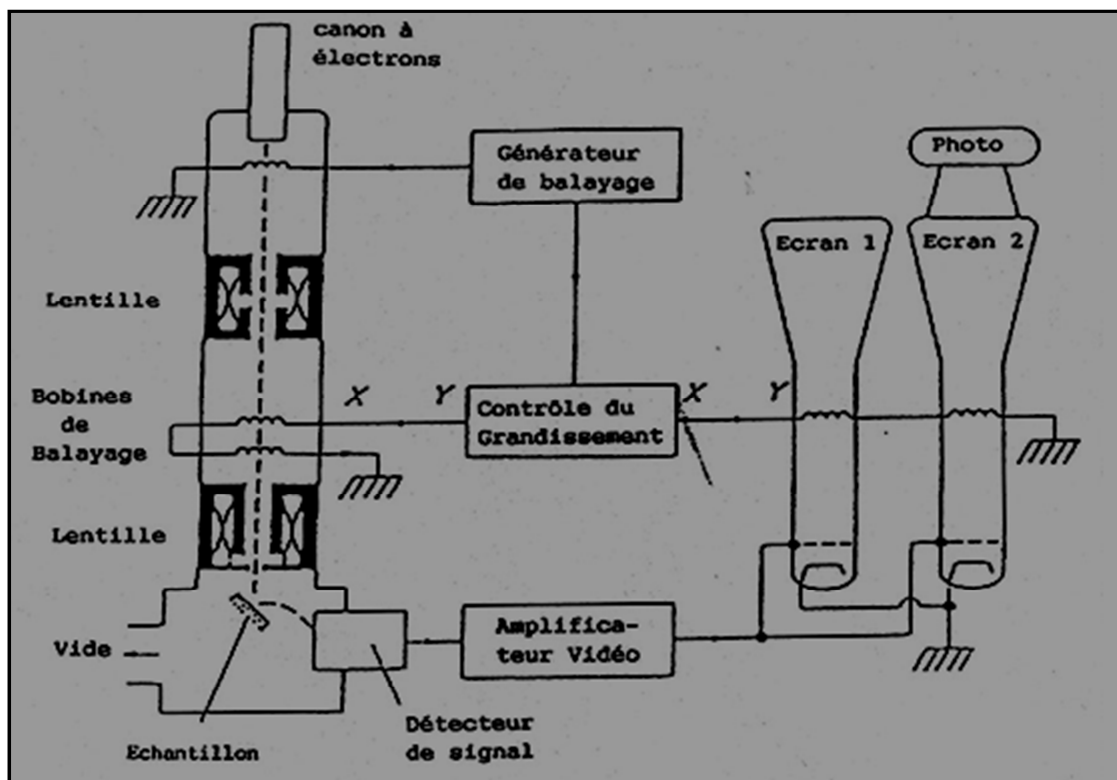 canon à
électrons
Générateur
de balayage
Photo
Ecran 1
Ecran 2
Lentille
Bobines
de
Balayage
X
Y
Contrôle du
Grandissement
X
Y
Lentille
Vide
Amplifica-
teur Vidéo
Echantillon
Détecteur
de signal